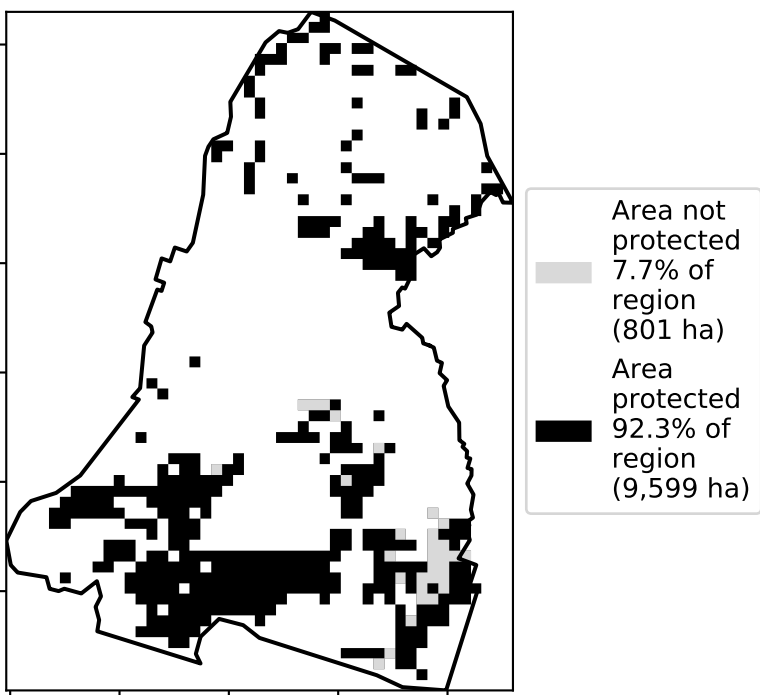 Area not
protected
7.7% of
region
(801 ha)
Area
protected
92.3% of
region
(9,599 ha)